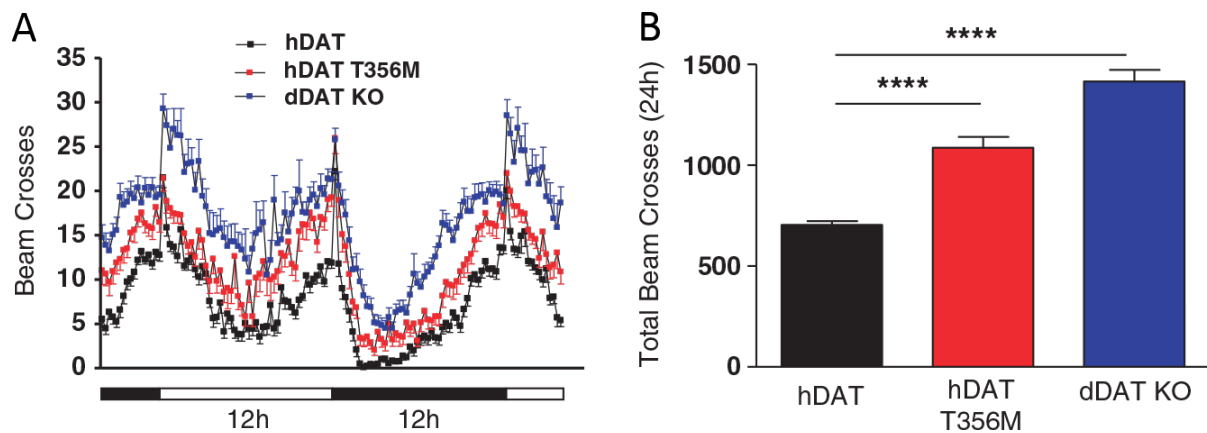 A
hDAT
hDAT T356M
dDAT KO
35
30
25
20
15
10
5
0
Beam Crosses
12h 12h
B
****
****
1500
1000
500
0
Total Beam Crosses (24h)
hDAT
hDAT
T356M
dDAT KO